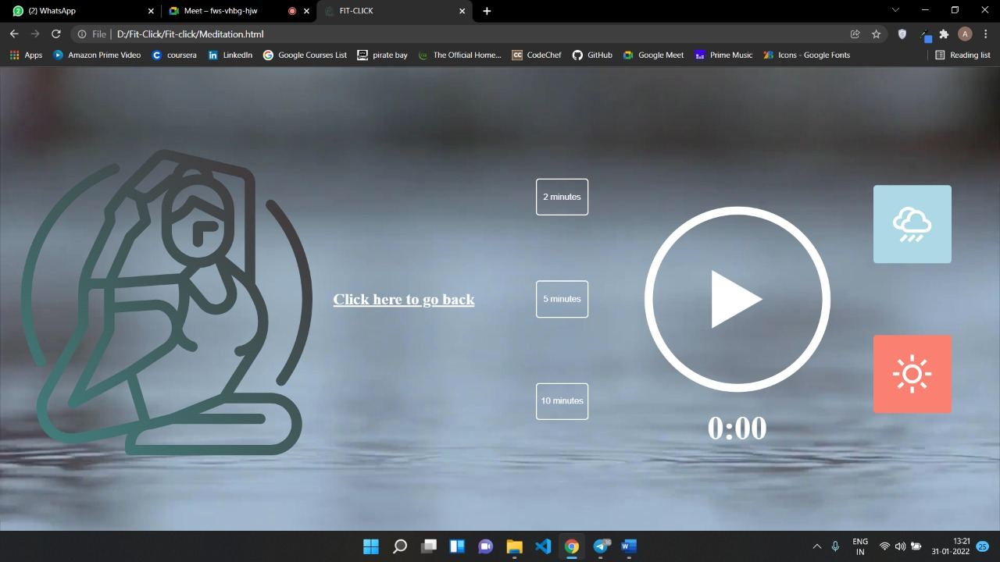 (2) WhatsApp
Meet – fws-vhbg-hjw
FIT-CLICK
File
D:/Fit-Click/Fit-click/Meditation.html
A
Apps
Amazon Prime Video
coursera
LinkedIn
Google Courses List
pirate bay
The Official Home...
CodeChef
GitHub
Google Meet
Prime Music
Icons - Google Fonts
Reading list
2 minutes
Click here to go back
5 minutes
10 minutes
0:00
ENG
IN
13:21
31-01-2022
25